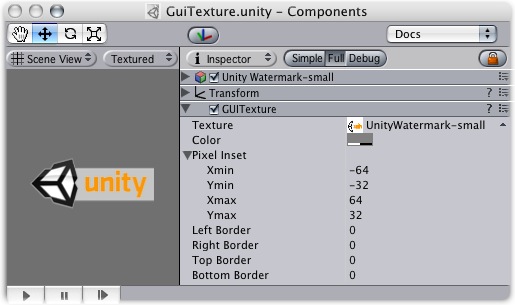 GuiTexture.unity – Components
Docs
Scene View
Textured
Inspector
Simple Full Debug
Unity Watermark-small
Transform ?
GUITexture ?
Texture UnityWatermark-small
Color
Pixel Inset
Xmin -64
Ymin -32
Xmax 64
Ymax 32
Left Border 0
Right Border 0
Top Border 0
Bottom Border 0
unity